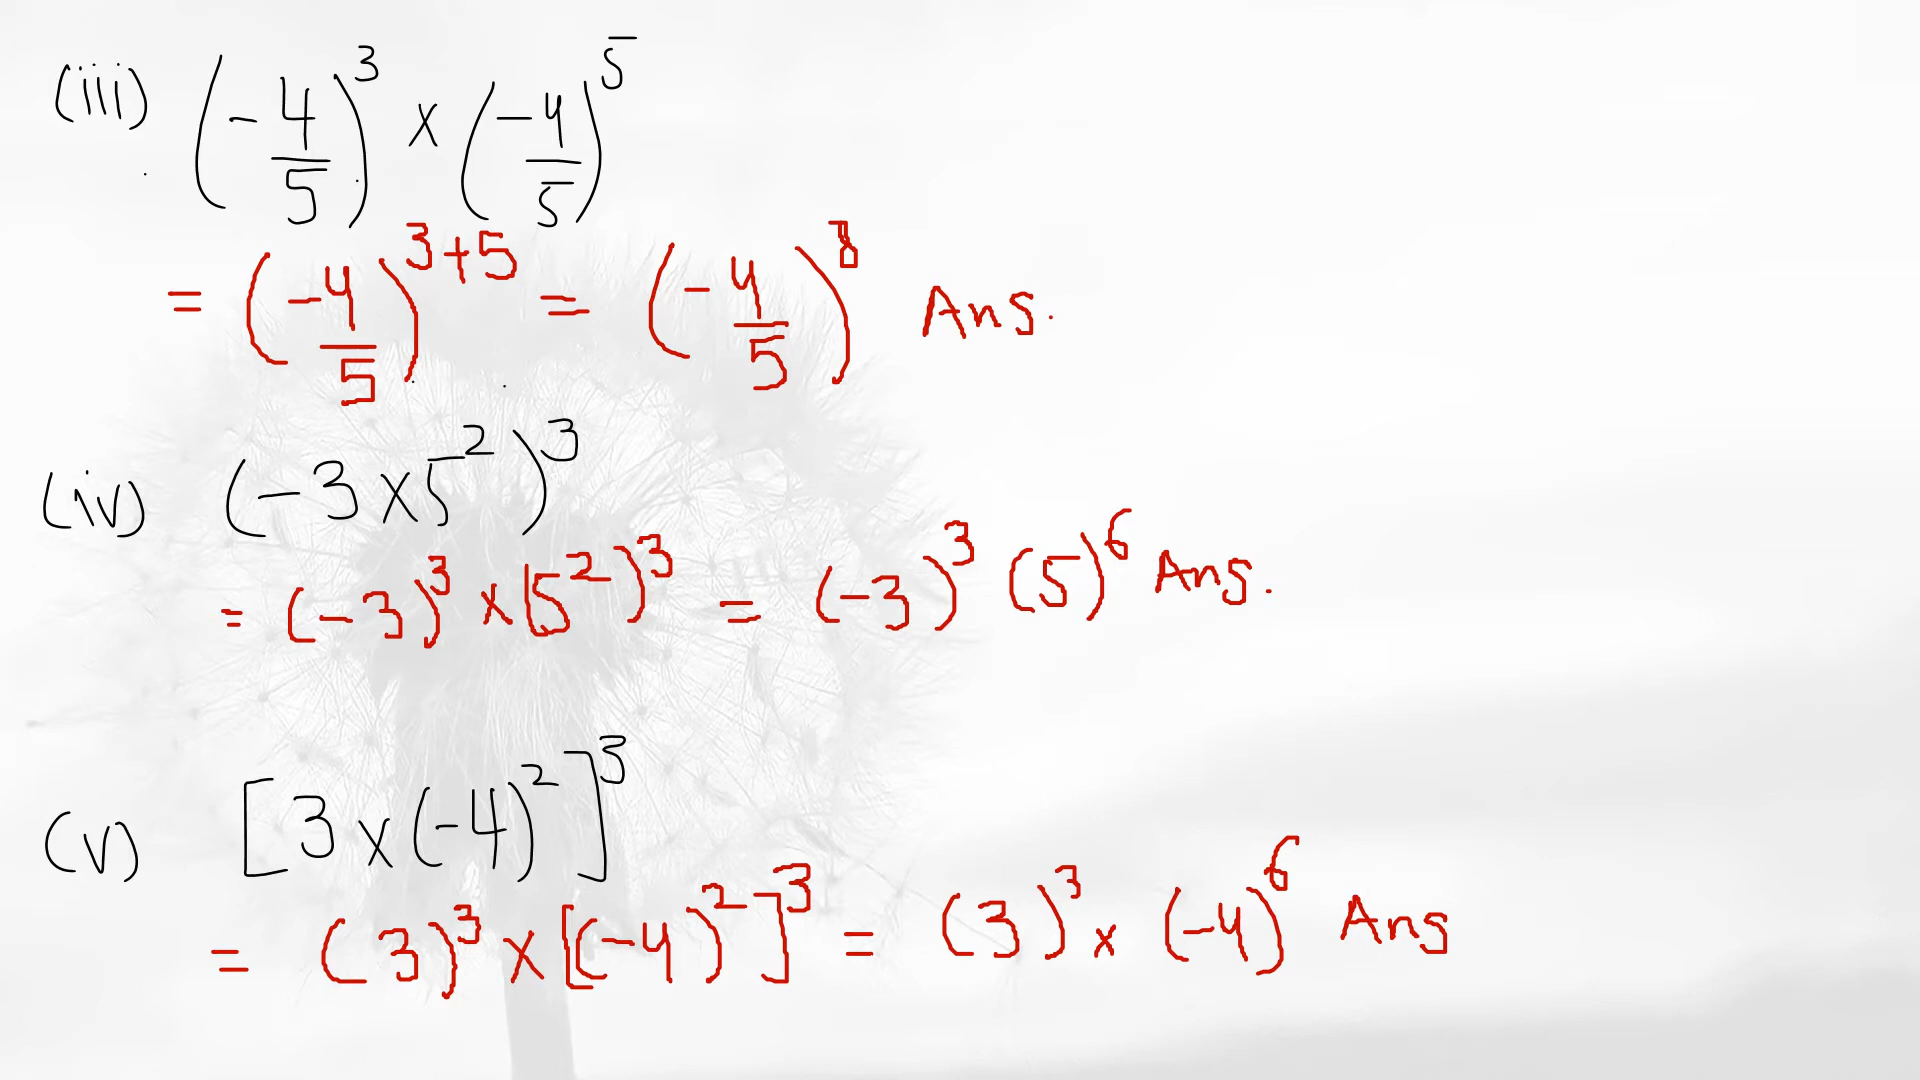 (iii) (-4/5)^3 × (-4/5)^5
= (-4/5)^3+5 = (-4/5)^8 Ans.
(iv) (-3×5^2)^3
= (-3)^3 × (5^2)^3 = (-3)^3 (5)^6 Ans.
(v) [3×(-4)^2]^3
= (3)^3 × [(-4)^2]^3 = (3)^3 × (-4)^6 Ans